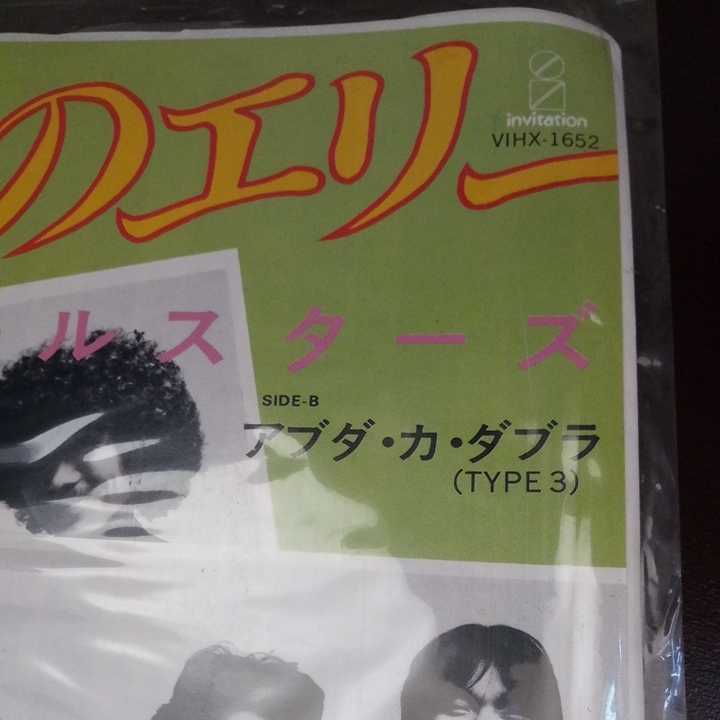 invitation
VIHX-1652
のエリー
ルスターズ
SIDE-B
アブダ・カ・ダブラ
(TYPE 3)